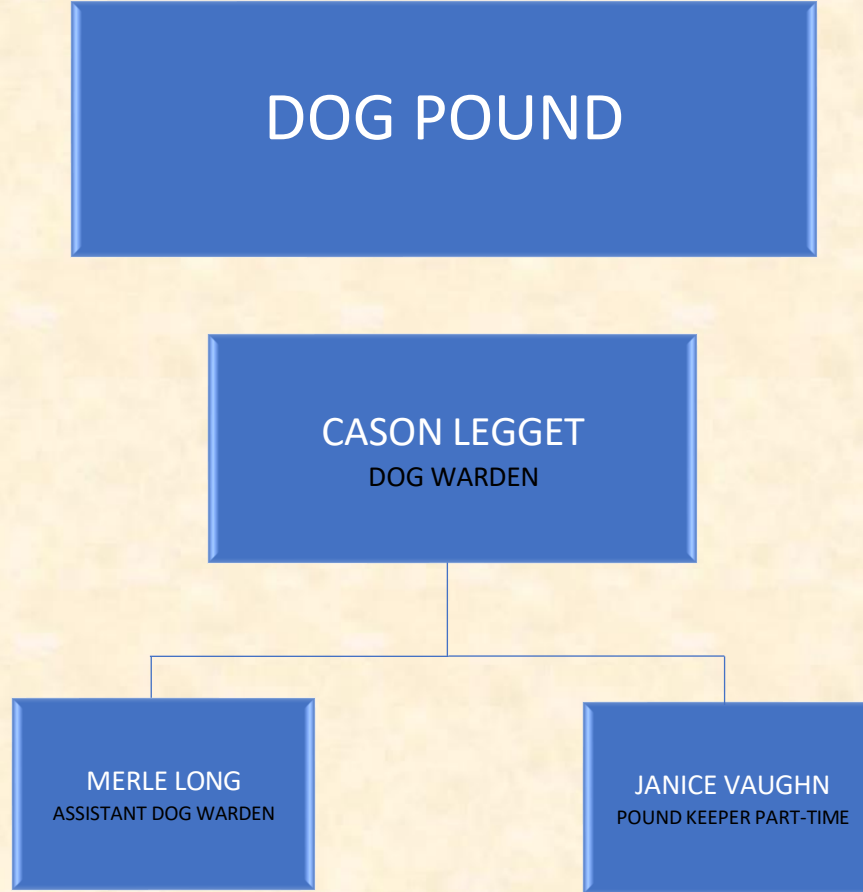 DOG POUND
CASON LEGGET
DOG WARDEN
MERLE LONG
ASSISTANT DOG WARDEN
JANICE VAUGHN
POUND KEEPER PART-TIME